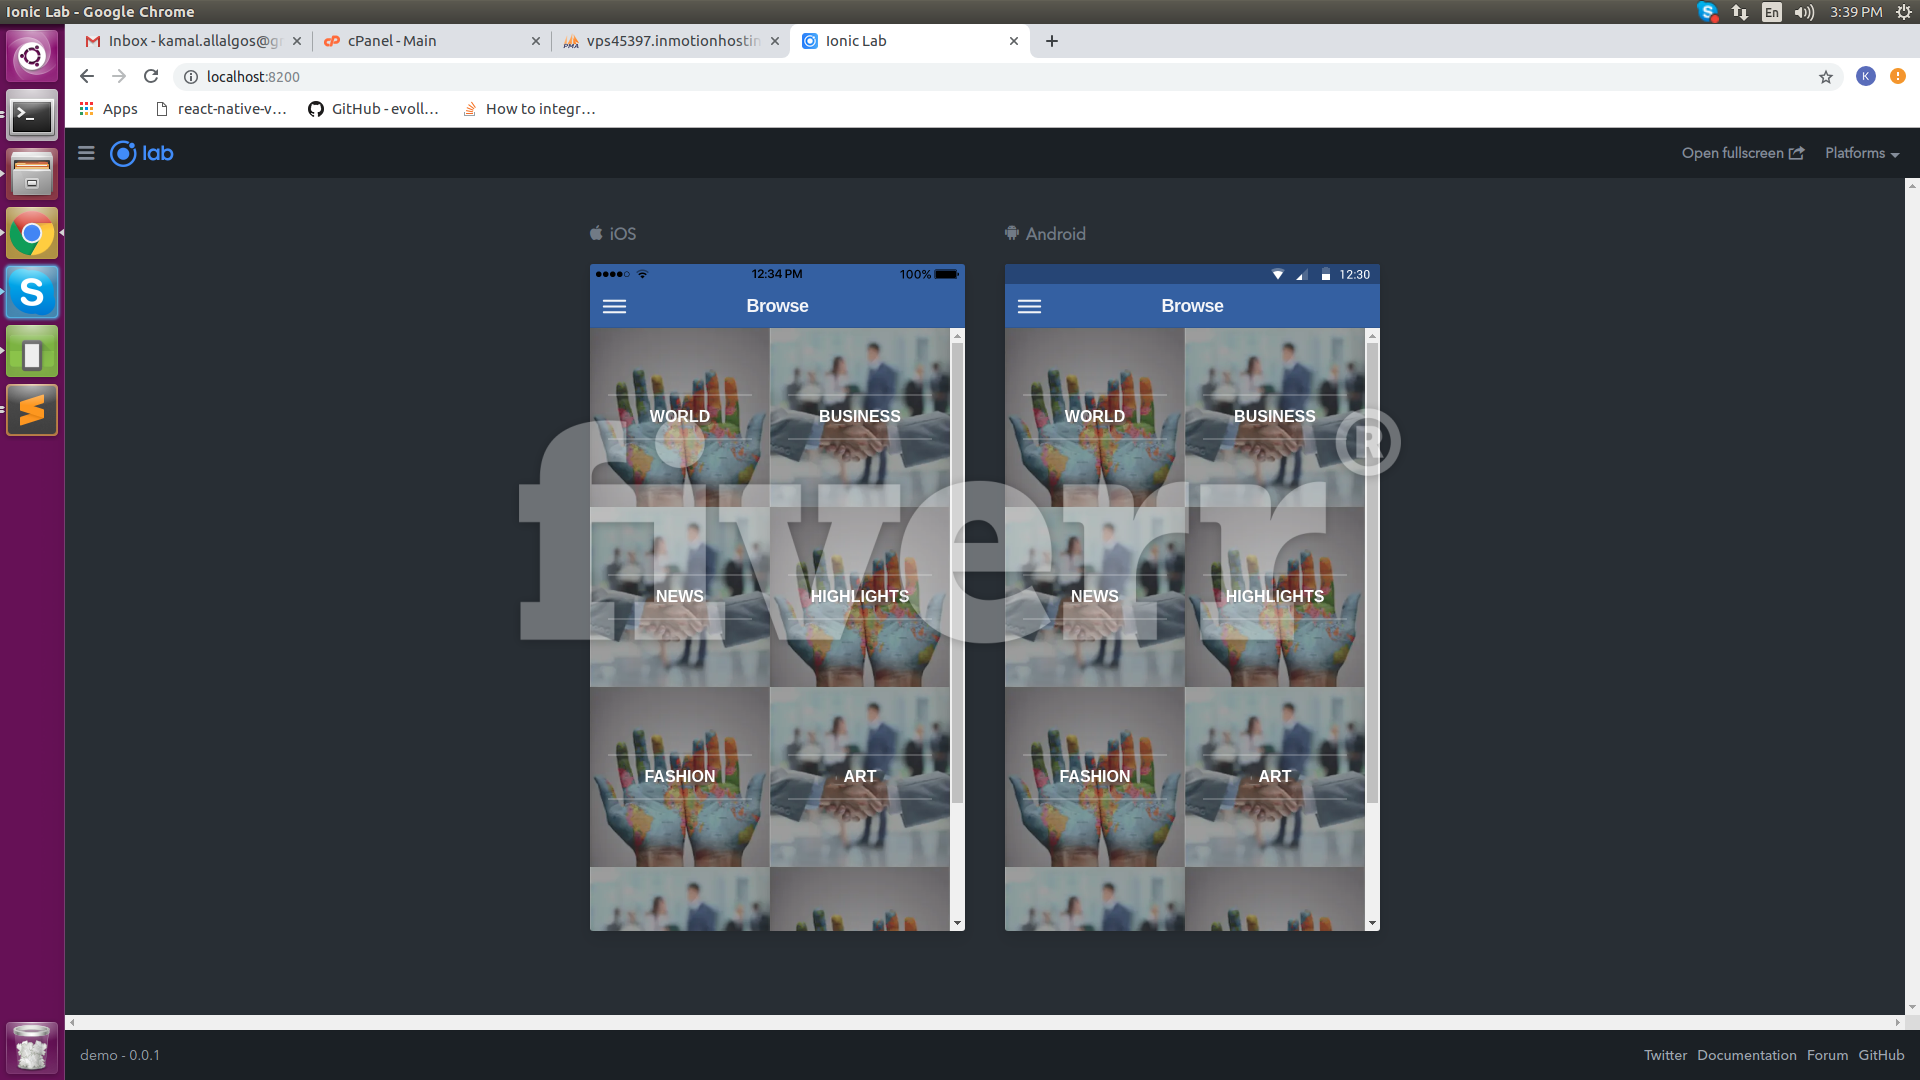 Ionic Lab - Google Chrome
En
3:39 PM
Inbox - kamal.allalgos@g
cPanel - Main
vps45397.inmotionhostin
Ionic Lab
localhost:8200
K
Apps
react-native-v...
GitHub - evoll...
How to integr...
lab
Open fullscreen
Platforms
iOS
Android
12:34 PM
100%
12:30
Browse
Browse
WORLD
BUSINESS
WORLD
BUSINESS
fiverr®
NEWS
HIGHLIGHTS
NEWS
HIGHLIGHTS
FASHION
ART
FASHION
ART
demo - 0.0.1
Twitter
Documentation
Forum
GitHub